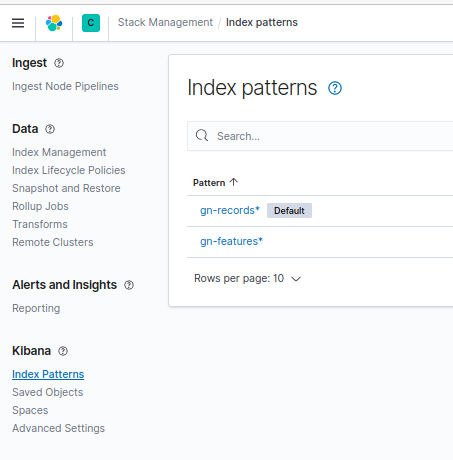 C Stack Management / Index patterns
Ingest
Ingest Node Pipelines
Data
Index Management
Index Lifecycle Policies
Snapshot and Restore
Rollup Jobs
Transforms
Remote Clusters
Alerts and Insights
Reporting
Kibana
Index Patterns
Saved Objects
Spaces
Advanced Settings
Index patterns
Search...
Pattern
gn-records* Default
gn-features*
Rows per page: 10